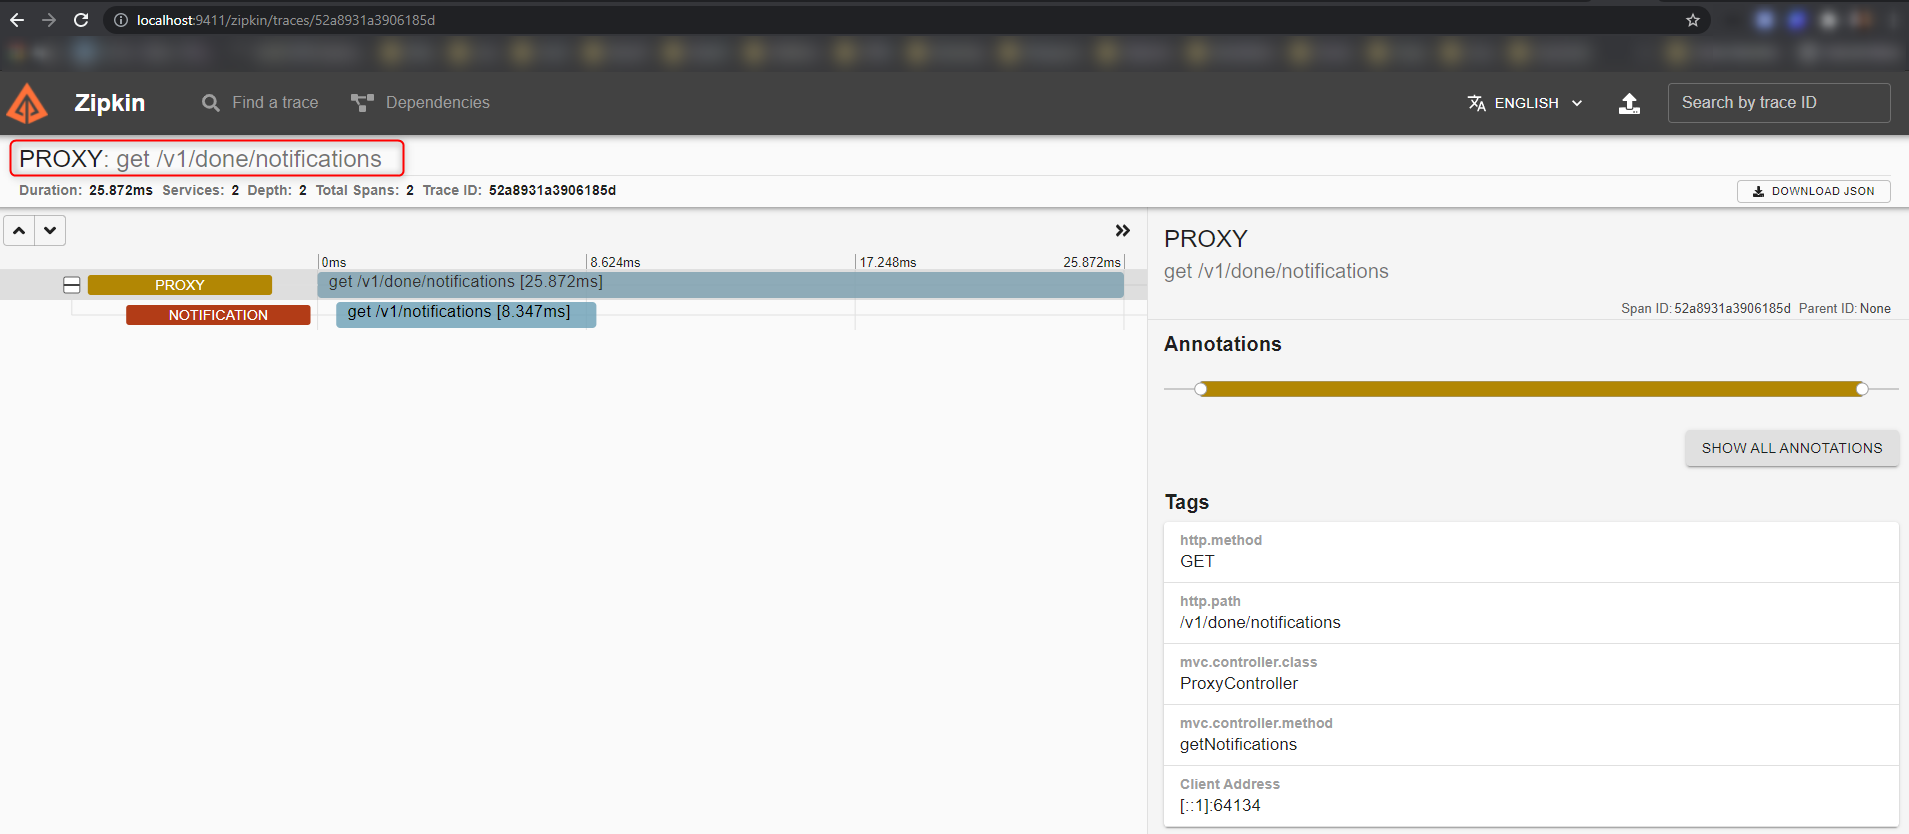 localhost:9411/zipkin/traces/52a8931a3906185d
Zipkin Find a trace Dependencies ENGLISH Search by trace ID
PROXY: get /v1/done/notifications
Duration: 25.872ms Services: 2 Depth: 2 Total Spans: 2 Trace ID: 52a8931a3906185d DOWNLOAD JSON
0ms 8.624ms 17.248ms 25.872ms
PROXY get /v1/done/notifications [25.872ms]
NOTIFICATION get /v1/notifications [8.347ms]
PROXY
get /v1/done/notifications
Span ID: 52a8931a3906185d Parent ID: None
Annotations
SHOW ALL ANNOTATIONS
Tags
http.method
GET
http.path
/v1/done/notifications
mvc.controller.class
ProxyController
mvc.controller.method
getNotifications
Client Address
[::1]:64134